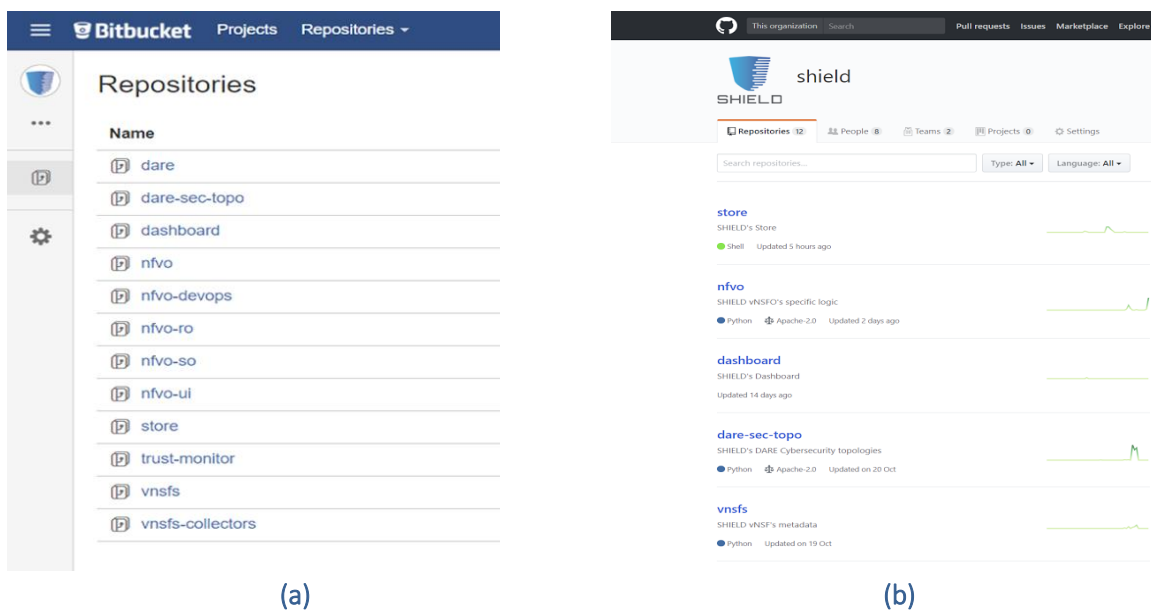 Bitbucket Projects Repositories
Repositories
Name
dare
dare-sec-topo
dashboard
nfvo
nfvo-devops
nfvo-ro
nfvo-so
nfvo-ui
store
trust-monitor
vnsfs
vnsfs-collectors
(a)
This organization Search Pull requests Issues Marketplace Explore
shield
SHIELD
Repositories 12 People 8 Teams 2 Projects 0 Settings
Search repositories... Type: All Language: All
store
SHIELD's Store
Shell Updated 5 hours ago
nfvo
SHIELD vNSFO's specific logic
Python Apache-2.0 Updated 2 days ago
dashboard
SHIELD's Dashboard
Updated 14 days ago
dare-sec-topo
SHIELD's DARE Cybersecurity topologies
Python Apache-2.0 Updated on 20 Oct
vnsfs
SHIELD vNSF's metadata
Python Updated on 19 Oct
(b)